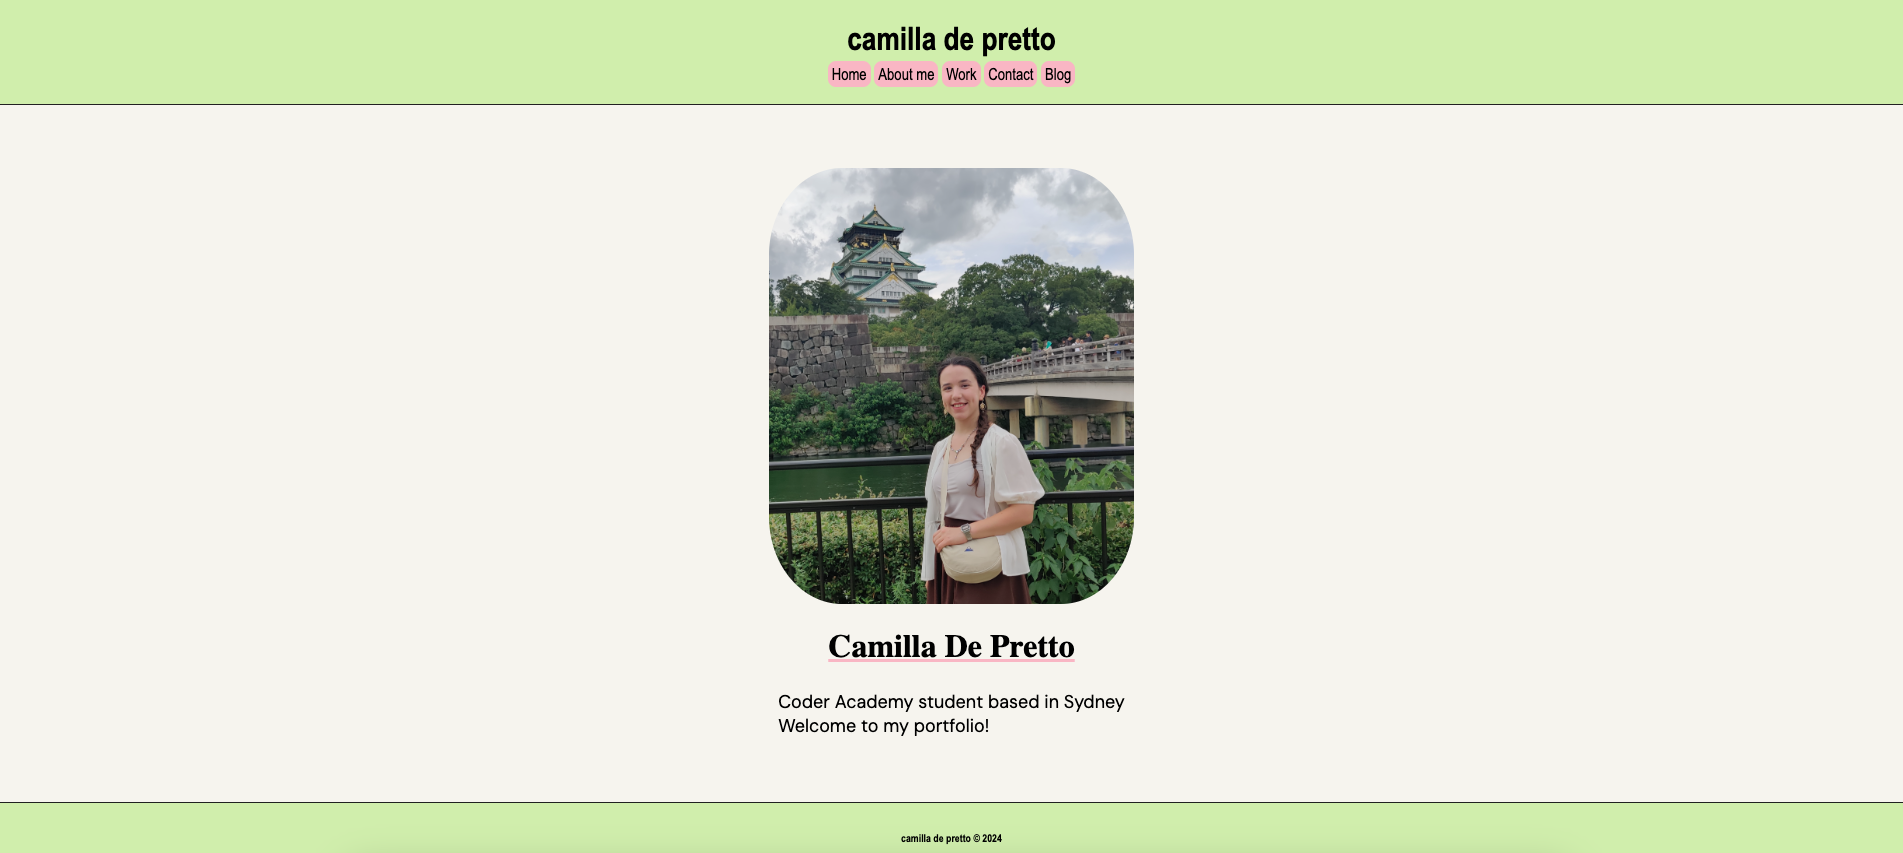 camilla de pretto
Home About me Work Contact Blog
Camilla De Pretto
Coder Academy student based in Sydney
Welcome to my portfolio!
camilla de pretto © 2024